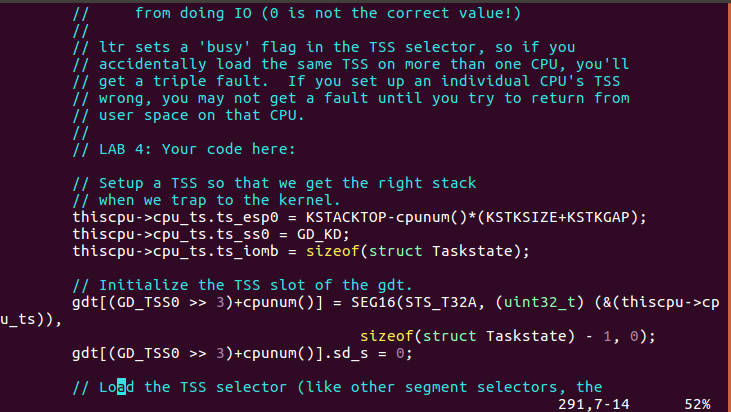 //     from doing IO (0 is not the correct value!)
//
// ltr sets a 'busy' flag in the TSS selector, so if you
// accidentally load the same TSS on more than one CPU, you'll
// get a triple fault.  If you set up an individual CPU's TSS
// wrong, you may not get a fault until you try to return from
// user space on that CPU.
//
// LAB 4: Your code here:
// Setup a TSS so that we get the right stack
// when we trap to the kernel.
thiscpu->cpu_ts.ts_esp0 = KSTACKTOP-cpunum()*(KSTKSIZE+KSTKGAP);
thiscpu->cpu_ts.ts_ss0 = GD_KD;
thiscpu->cpu_ts.ts_iomb = sizeof(struct Taskstate);
// Initialize the TSS slot of the gdt.
gdt[(GD_TSS0 >> 3)+cpunum()] = SEG16(STS_T32A, (uint32_t) (&(thiscpu->cp
u_ts)),
sizeof(struct Taskstate) - 1, 0);
gdt[(GD_TSS0 >> 3)+cpunum()].sd_s = 0;
// Load the TSS selector (like other segment selectors, the
291,7-14      52%